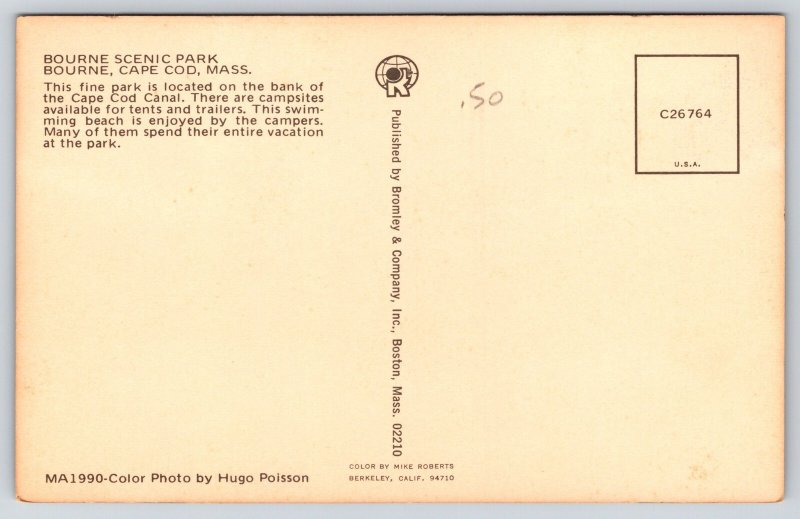 BOURNE SCENIC PARK
BOURNE, CAPE COD, MASS.
This fine park is located on the bank of
the Cape Cod Canal. There are campsites
available for tents and trailers. This swim-
ming beach is enjoyed by the campers.
Many of them spend their entire vacation
at the park.
MA1990-Color Photo by Hugo Poisson
Published by Bromley & Company, Inc., Boston, Mass. 02210
COLOR BY MIKE ROBERTS
BERKELEY, CALIF. 94710
.50
C26764
U.S.A.